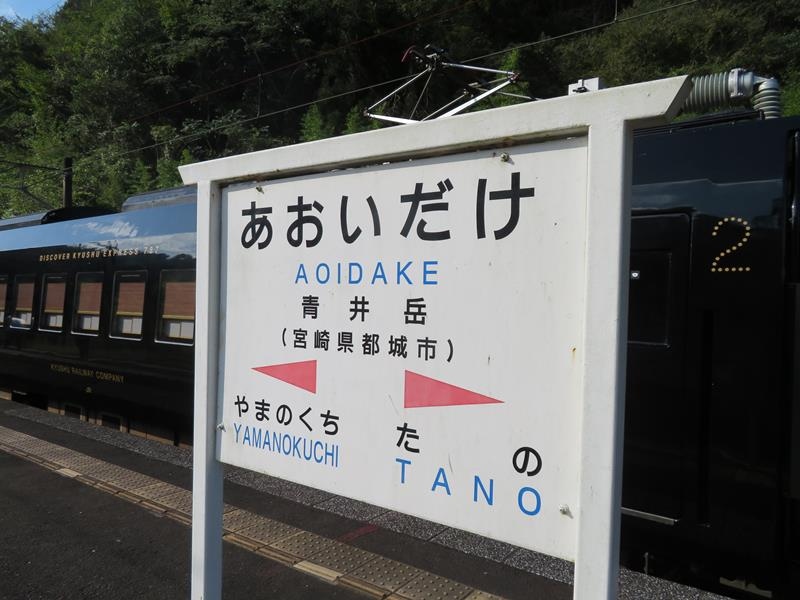 あおいだけ
AOIDAKE
青井岳
(宮崎県都城市)
やまのくち
YAMANOKUCHI
たの
TANO
DISCOVER KYUSHU EXPRESS 787
KYUSHU RAILWAY COMPANY
2